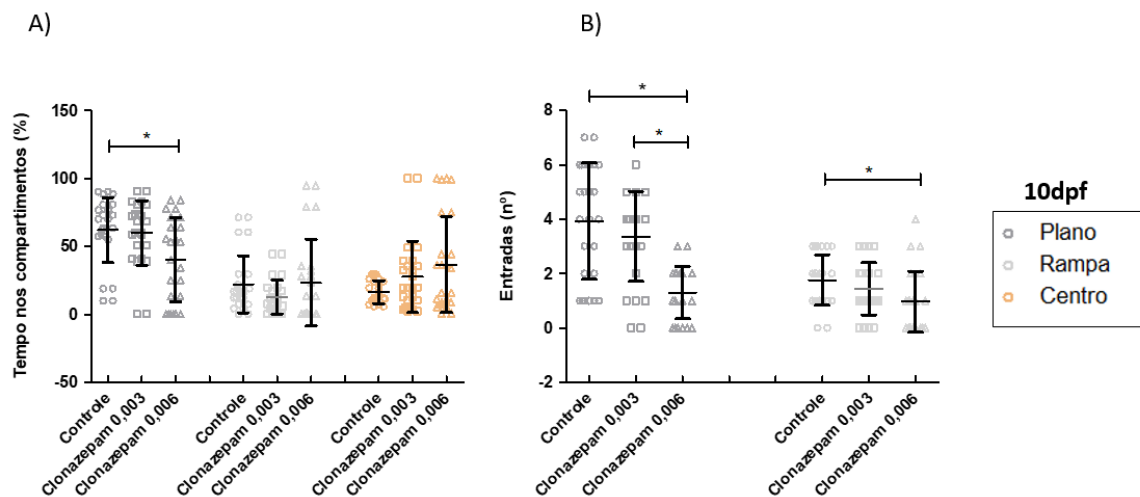 A)
B)
Tempo nos compartimentos (%)
150
100
50
0
-50
*
Controle
Clonazepam 0,003
Clonazepam 0,006
Controle
Clonazepam 0,003
Clonazepam 0,006
Controle
Clonazepam 0,003
Clonazepam 0,006
Entradas (nº)
8
6
4
2
0
-2
*
*
*
Controle
Clonazepam 0,003
Clonazepam 0,006
Controle
Clonazepam 0,003
Clonazepam 0,006
10dpf
Plano
Rampa
Centro